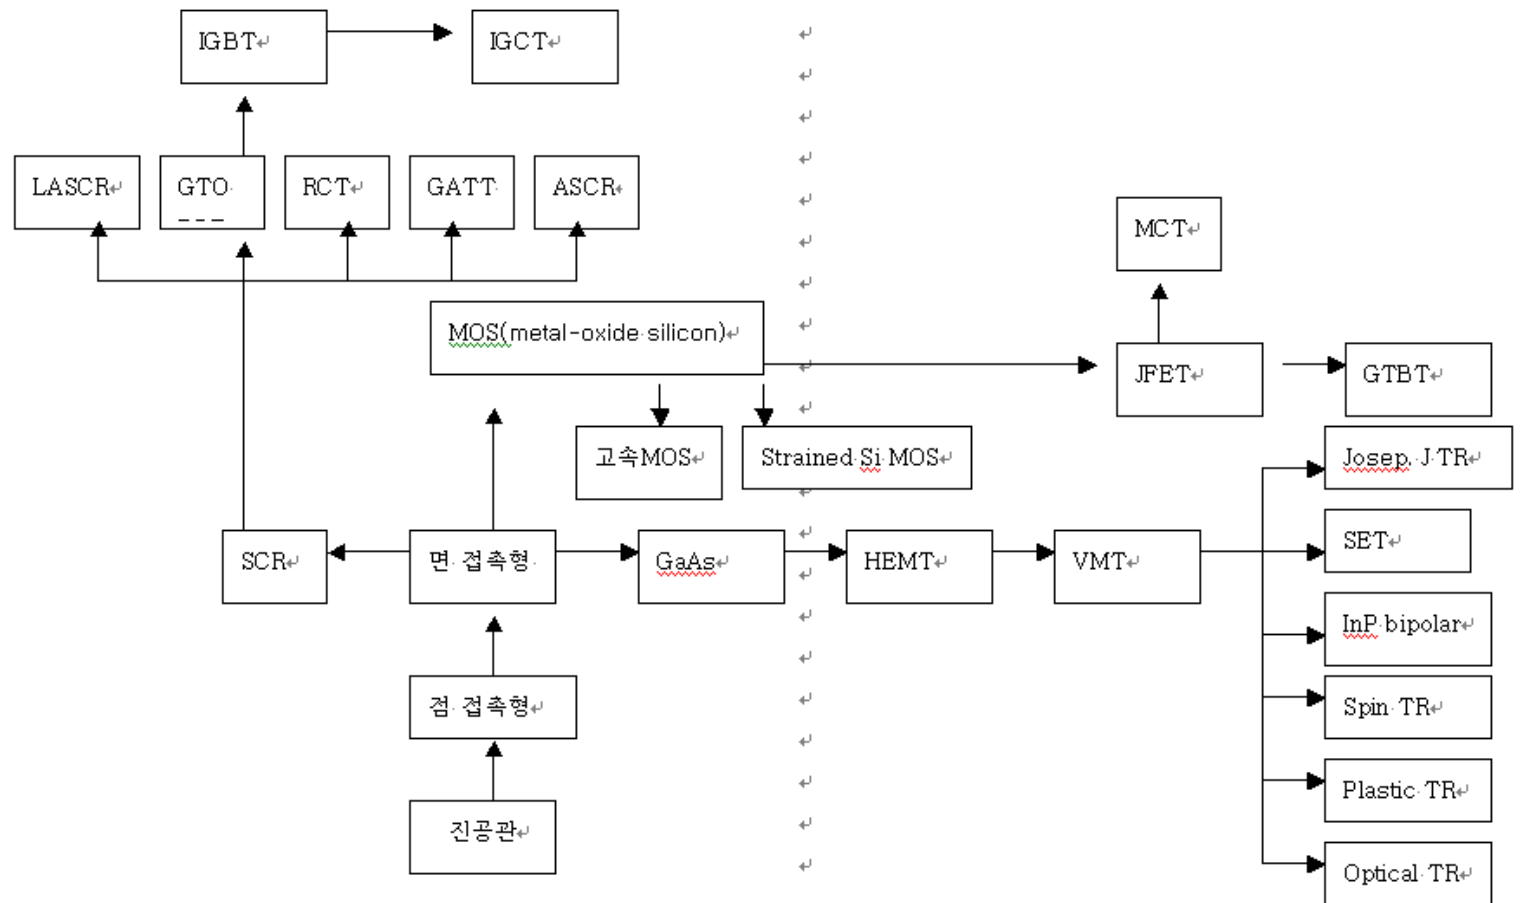 IGBT
IGCT
LASCR
GTO
RCT
GATT
ASCR
MCT
MOS(metal-oxide silicon)
JFET
GTBT
고속MOS
Strained Si MOS
Josep. J TR
SCR
면 접촉형
GaAs
HEMT
VMT
SET
InP bipolar
점 접촉형
Spin TR
Plastic TR
진공관
Optical TR